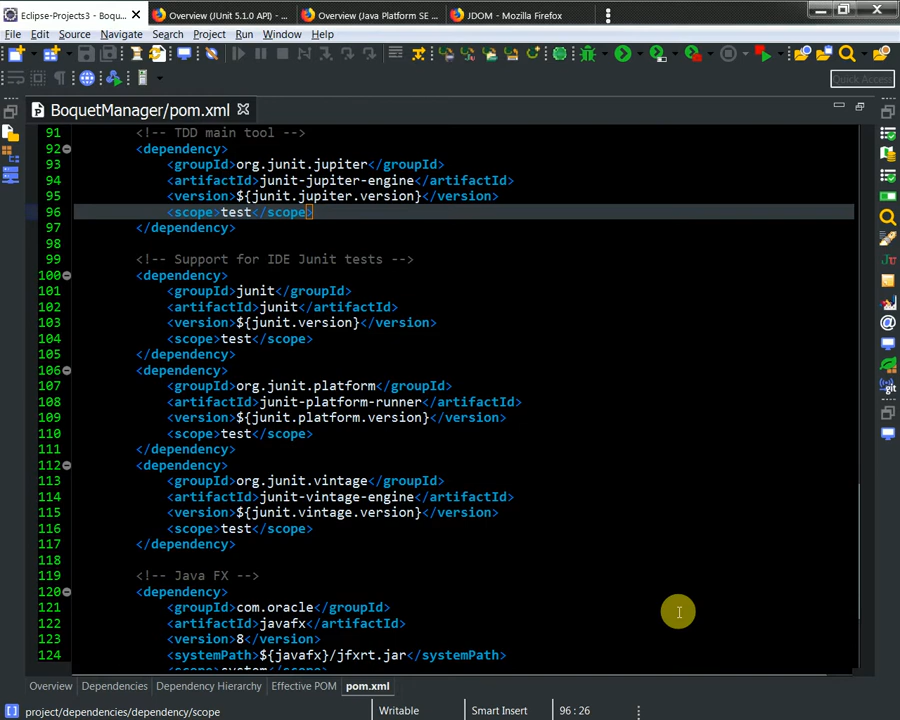 Eclipse-Projects3 - Boqu...
Overview (JUnit 5.1.0 API) - ...
Overview (Java Platform SE ...
JDOM - Mozilla Firefox
File Edit Source Navigate Search Project Run Window Help
Quick Access
BoquetManager/pom.xml
91 <!-- TDD main tool -->
92 <dependency>
93 <groupId>org.junit.jupiter</groupId>
94 <artifactId>junit-jupiter-engine</artifactId>
95 <version>${junit.jupiter.version}</version>
96 <scope>test</scope>
97 </dependency>
98
99 <!-- Support for IDE Junit tests -->
100 <dependency>
101 <groupId>junit</groupId>
102 <artifactId>junit</artifactId>
103 <version>${junit.version}</version>
104 <scope>test</scope>
105 </dependency>
106 <dependency>
107 <groupId>org.junit.platform</groupId>
108 <artifactId>junit-platform-runner</artifactId>
109 <version>${junit.platform.version}</version>
110 <scope>test</scope>
111 </dependency>
112 <dependency>
113 <groupId>org.junit.vintage</groupId>
114 <artifactId>junit-vintage-engine</artifactId>
115 <version>${junit.vintage.version}</version>
116 <scope>test</scope>
117 </dependency>
118
119 <!-- Java FX -->
120 <dependency>
121 <groupId>com.oracle</groupId>
122 <artifactId>javafx</artifactId>
123 <version>8</version>
124 <systemPath>${javafx}/jfxrt.jar</systemPath>
<scope>system</scope>
Overview Dependencies Dependency Hierarchy Effective POM pom.xml
project/dependencies/dependency/scope
Writable
Smart Insert
96 : 26